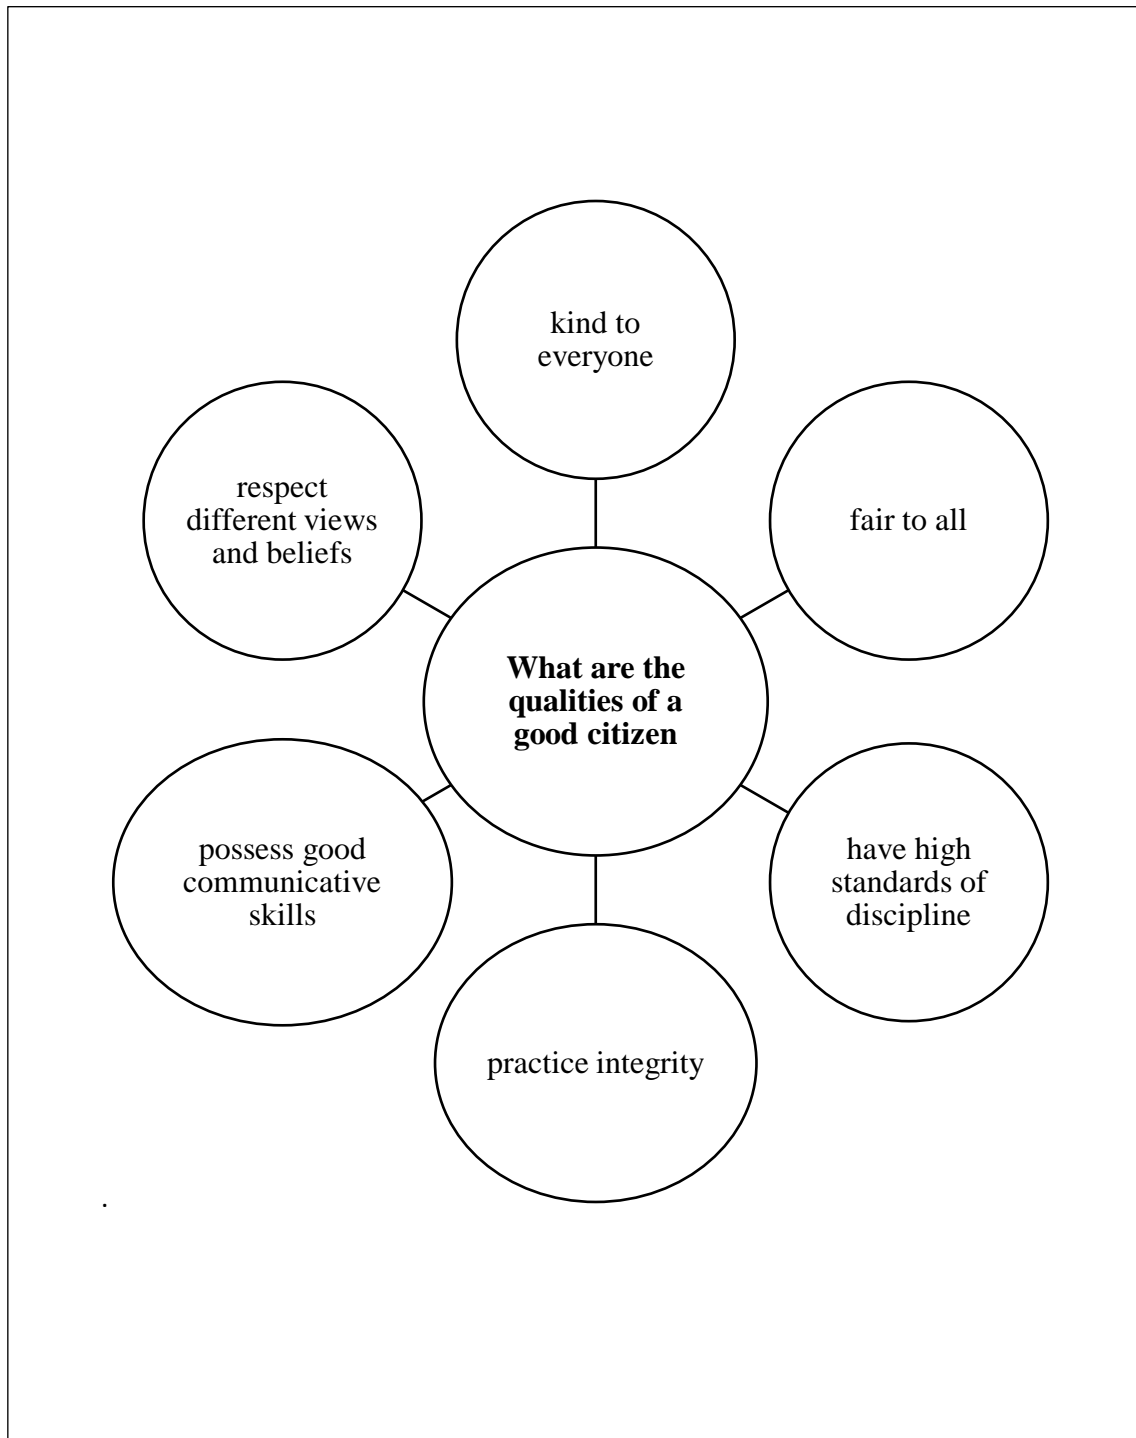 kind to
everyone
respect
different views
and beliefs
fair to all
What are the
qualities of a
good citizen
possess good
communicative
skills
have high
standards of
discipline
practice integrity
.